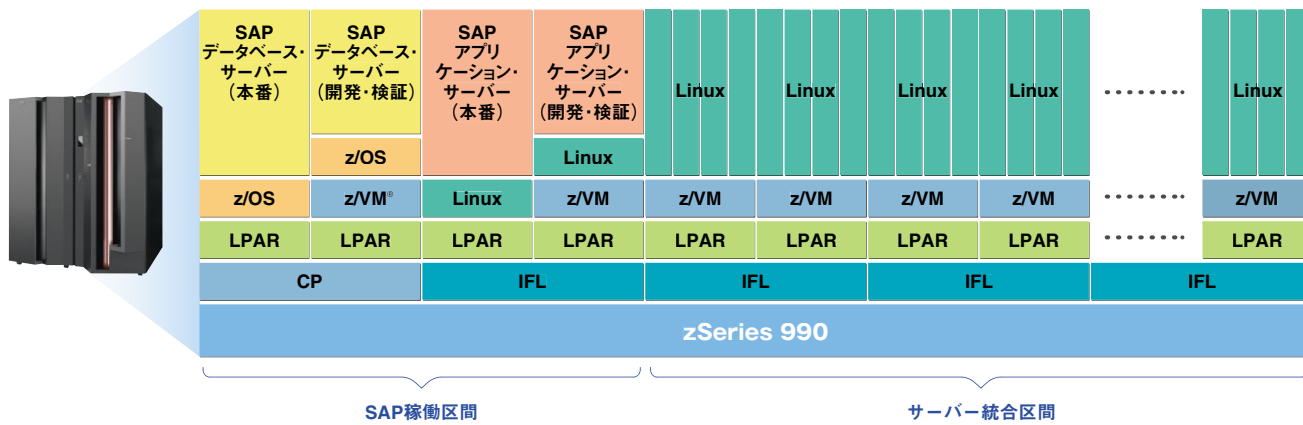 SAP
データベース・
サーバー
（本番）
SAP
データベース・
サーバー
（開発・検証）
SAP
アプリ
ケーション・
サーバー
（本番）
SAP
アプリ
ケーション・
サーバー
（開発・検証）
Linux
Linux
Linux
Linux
………
Linux
z/OS
Linux
z/OS
z/VM®
Linux
z/VM
z/VM
z/VM
z/VM
z/VM
………
z/VM
LPAR
LPAR
LPAR
LPAR
LPAR
LPAR
LPAR
LPAR
………
LPAR
CP
IFL
IFL
IFL
IFL
zSeries 990
SAP稼働区間
サーバー統合区間